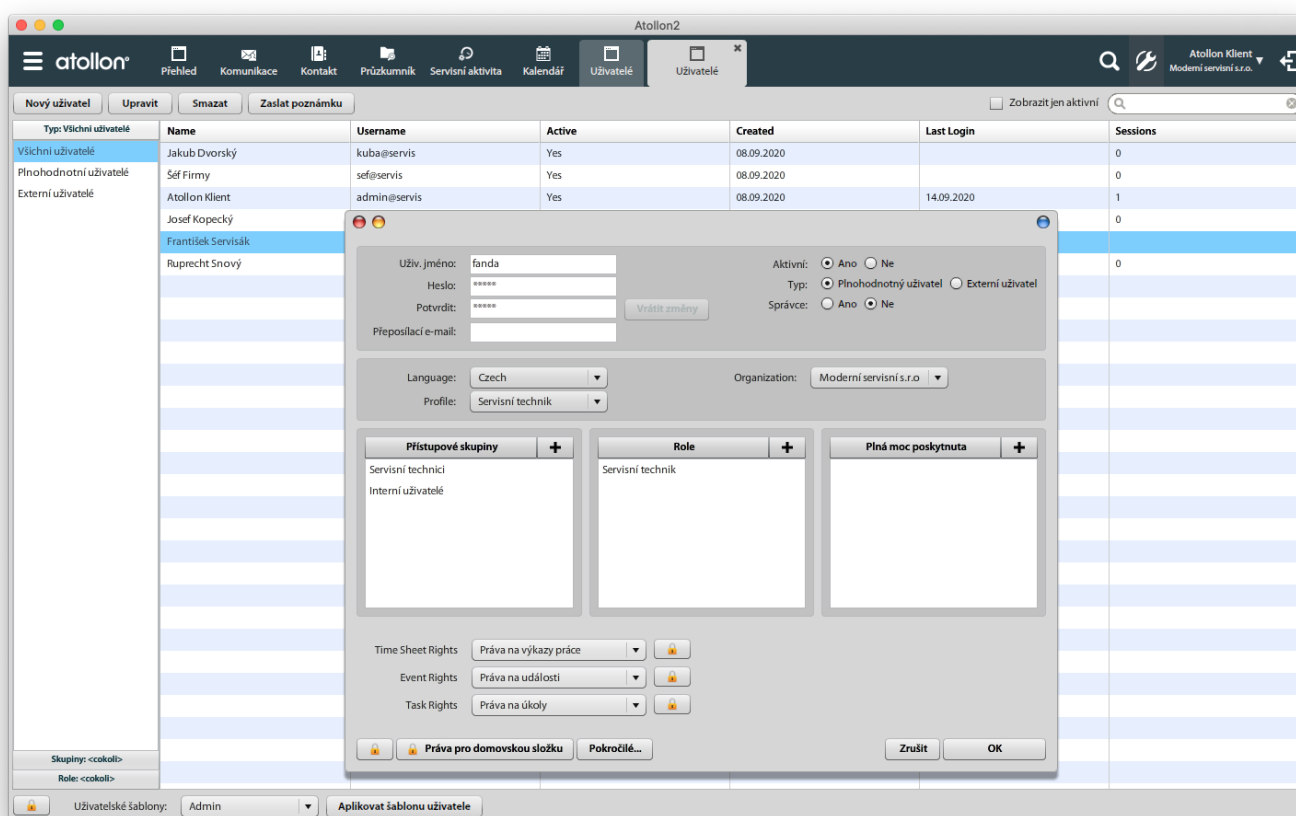 Atollon2
atollon
Přehled
Komunikace
Kontakt
Průzkumník
Servisní aktivita
Kalendář
Uživatelé
Uživatelé
Atollon Klient
Moderní servisní s.r.o.
Nový uživatel Upravit Smazat Zaslat poznámku Zobrazit jen aktivní
Typ: Všichni uživatelé
Všichni uživatelé
Plnohodnotní uživatelé
Externí uživatelé
Name Username Active Created Last Login Sessions
Jakub Dvorský kuba@servis Yes 08.09.2020 0
Šéf Firmy sef@servis Yes 08.09.2020 0
Atollon Klient admin@servis Yes 08.09.2020 14.09.2020 1
Josef Kopecký 0
František Servisák
Ruprecht Snový 0
Uživ. jméno: fanda
Heslo: *****
Potvrdit: ***** Vrátit změny
Přeposílací e-mail:
Aktivní: Ano Ne
Typ: Plnohodnotný uživatel Externí uživatel
Správce: Ano Ne
Language: Czech
Profile: Servisní technik
Organization: Moderní servisní s.r.o
Přístupové skupiny +
Servisní technici
Interní uživatelé
Role +
Servisní technik
Plná moc poskytnuta +
Time Sheet Rights Práva na výkazy práce
Event Rights Práva na události
Task Rights Práva na úkoly
Práva pro domovskou složku Pokročilé... Zrušit OK
Skupiny: <cokoli>
Role: <cokoli>
Uživatelské šablony: Admin Aplikovat šablonu uživatele